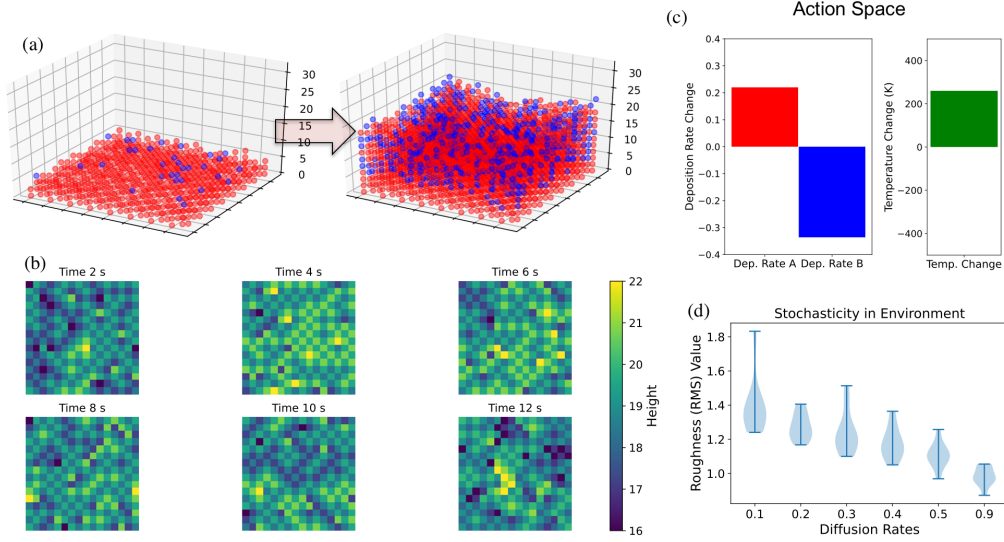 (a)
30
25
20
15
10
5
0
30
25
20
15
10
5
0
(b)
Time 2 s
Time 4 s
Time 6 s
Time 8 s
Time 10 s
Time 12 s
22
21
20
19
18
17
16
Height
(c)
Action Space
Deposition Rate Change
0.4
0.3
0.2
0.1
0.0
−0.1
−0.2
−0.3
−0.4
Dep. Rate A Dep. Rate B
Temperature Change (K)
400
200
0
−200
−400
Temp. Change
(d)
Stochasticity in Environment
Roughness (RMS) Value
1.8
1.6
1.4
1.2
1.0
0.1 0.2 0.3 0.4 0.5 0.9
Diffusion Rates